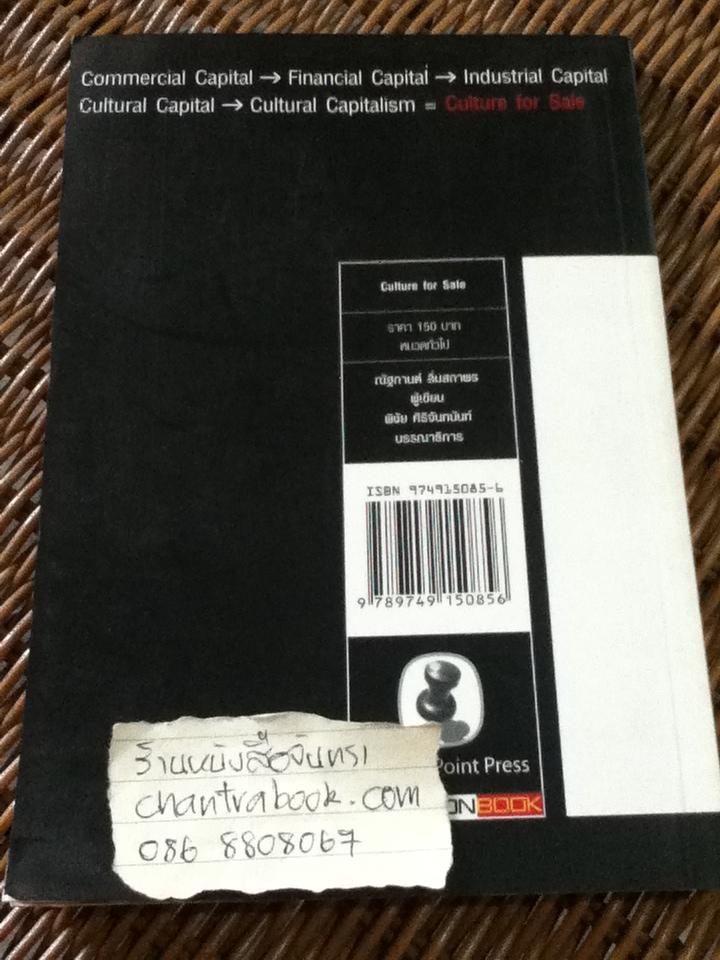 Commercial Capital → Financial Capital → Industrial Capital
Cultural Capital → Cultural Capitalism = Culture for Sale
Culture for Sale
ราคา 150 บาท
หมวดทั่วไป
ณัฐกานต์ ลิ่มสถาพร
ผู้เขียน
พิชัย ศิริจันทนันท์
บรรณาธิการ
ISBN 974915085-6
9 789749 150856
Point Press
ONBOOK
ร้านหนังสือจันทรา
chantrabook.com
086 8808067